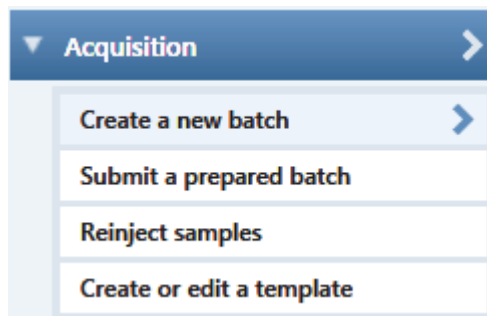 Acquisition
Create a new batch
Submit a prepared batch
Reinject samples
Create or edit a template